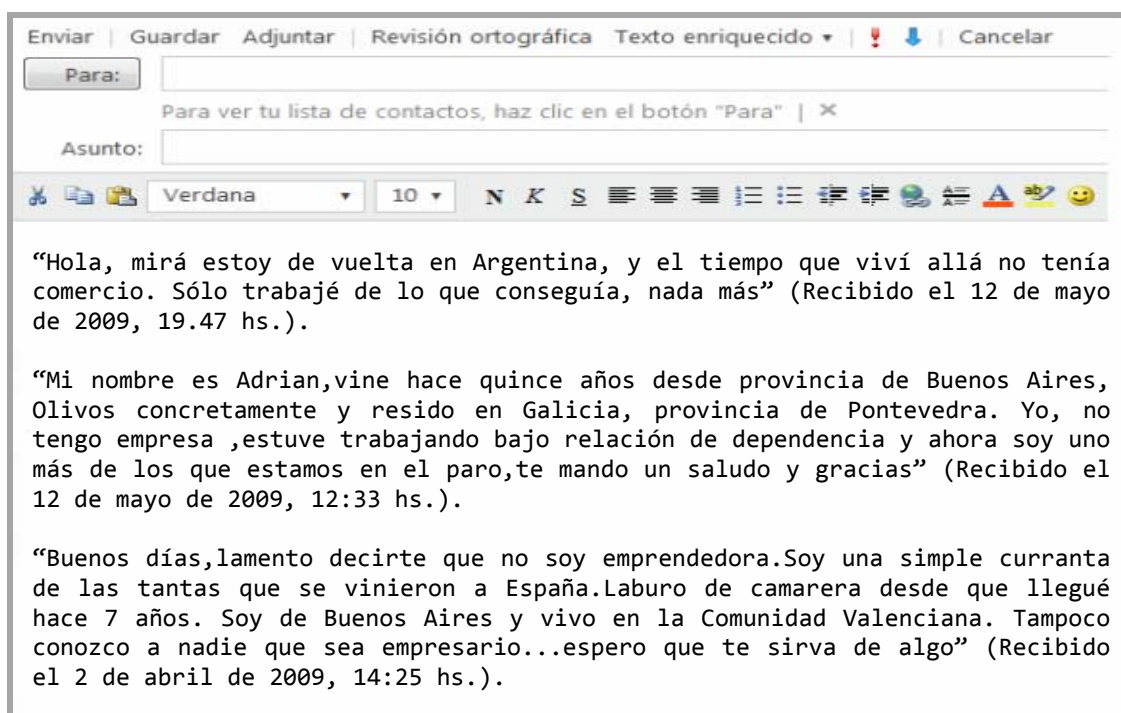 Enviar | Guardar Adjuntar | Revisión ortográfica Texto enriquecido | Cancelar
Para:
Para ver tu lista de contactos, haz clic en el botón "Para" | ✕
Asunto:
Verdana 10 N K S A ab
“Hola, mirá estoy de vuelta en Argentina, y el tiempo que viví allá no tenía
comercio. Sólo trabajé de lo que conseguía, nada más” (Recibido el 12 de mayo
de 2009, 19.47 hs.).
“Mi nombre es Adrian,vine hace quince años desde provincia de Buenos Aires,
Olivos concretamente y resido en Galicia, provincia de Pontevedra. Yo, no
tengo empresa ,estuve trabajando bajo relación de dependencia y ahora soy uno
más de los que estamos en el paro,te mando un saludo y gracias” (Recibido el
12 de mayo de 2009, 12:33 hs.).
“Buenos días,lamento decirte que no soy emprendedora.Soy una simple curranta
de las tantas que se vinieron a España.Laburo de camarera desde que llegué
hace 7 años. Soy de Buenos Aires y vivo en la Comunidad Valenciana. Tampoco
conozco a nadie que sea empresario...espero que te sirva de algo” (Recibido
el 2 de abril de 2009, 14:25 hs.).